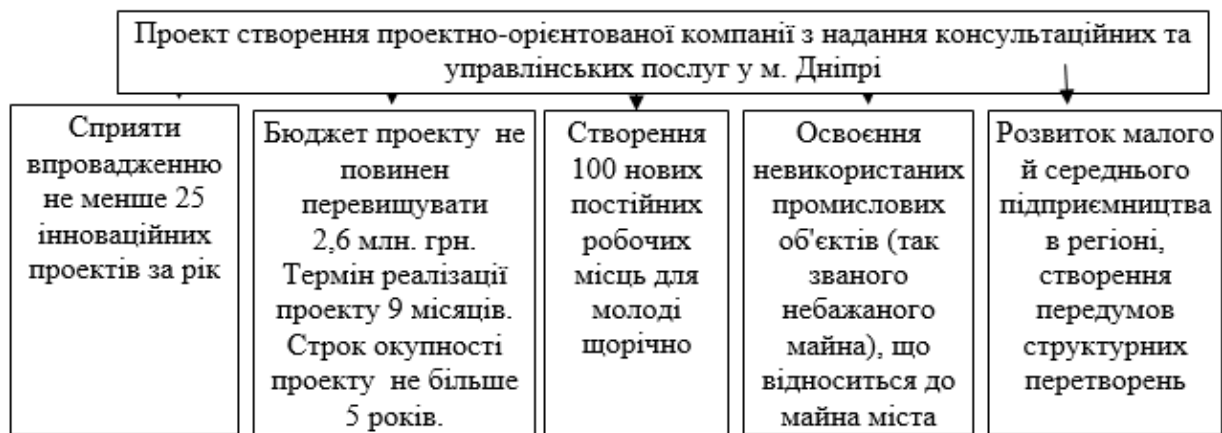 Проект створення проектно-орієнтованої компанії з надання консультаційних та
управлінських послуг у м. Дніпрі
Сприяти
впровадженню
не менше 25
інноваційних
проектів за рік
Бюджет проекту не
повинен
перевищувати
2,6 млн. грн.
Термін реалізації
проекту 9 місяців.
Строк окупності
проекту не більше
5 років.
Створення
100 нових
постійних
робочих
місць для
молоді
щорічно
Освоєння
невикористаних
промислових
об'єктів (так
званого
небажаного
майна), що
відноситься до
майна міста
Розвиток малого
й середнього
підприємництва
в регіоні,
створення
передумов
структурних
перетворень